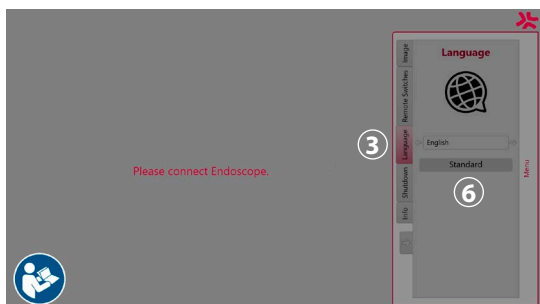 Image
Remote Switches
Language
Shutdown
Info
Language
English
Standard
Menu
Please connect Endoscope.
3
6